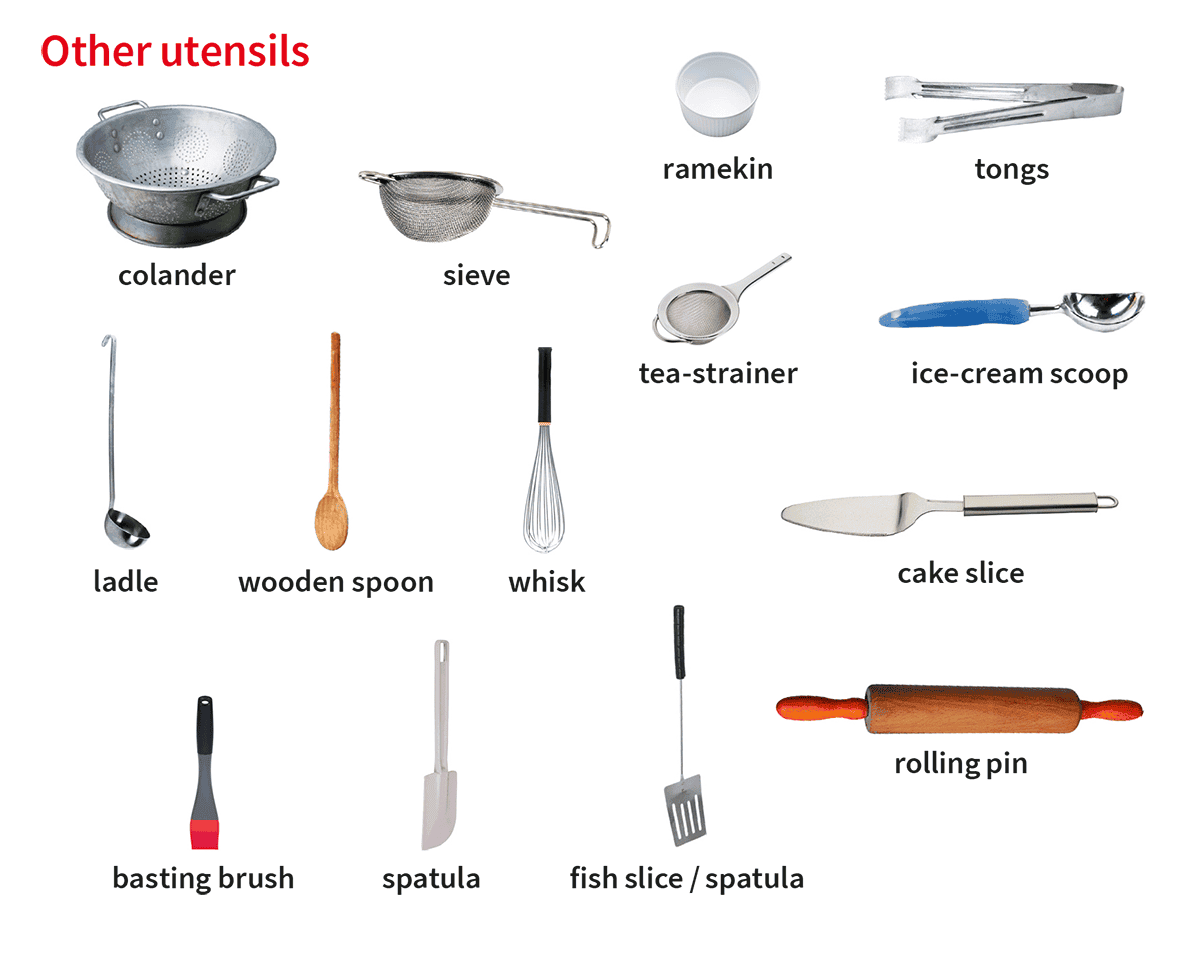 Other utensils
ramekin
tongs
colander
sieve
tea-strainer
ice-cream scoop
ladle
wooden spoon
whisk
cake slice
rolling pin
basting brush
spatula
fish slice / spatula